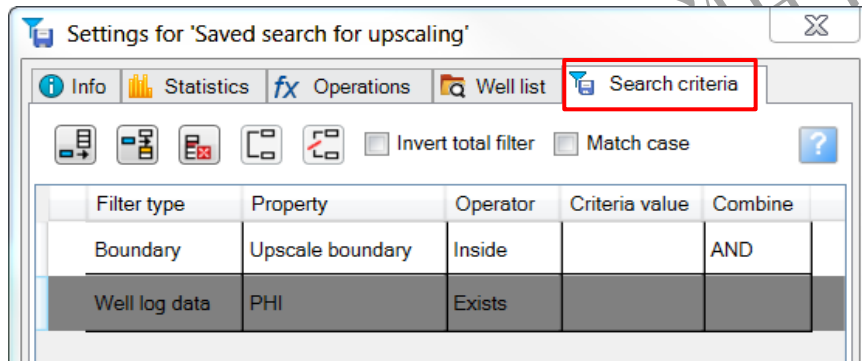 Settings for 'Saved search for upscaling'
Info Statistics fx Operations Well list Search criteria
Invert total filter Match case ?
Filter type Property Operator Criteria value Combine
Boundary Upscale boundary Inside AND
Well log data PHI Exists